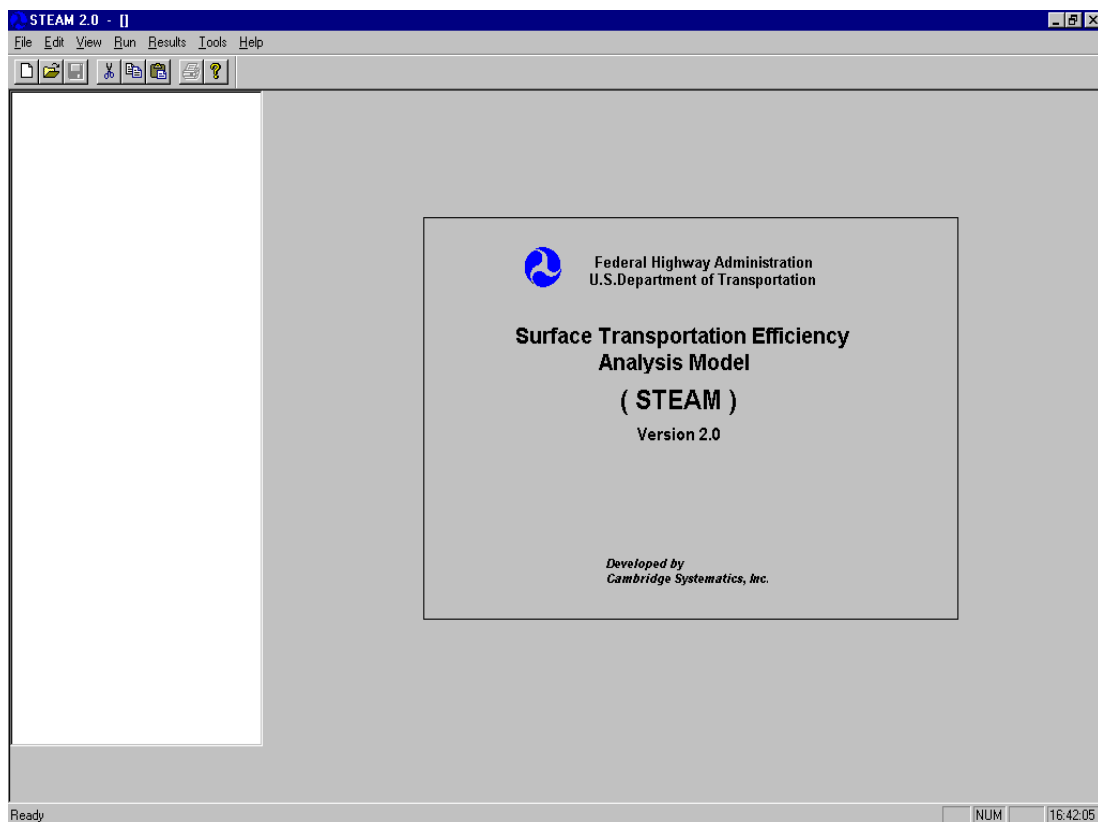 STEAM 2.0 - []
File Edit View Run Results Tools Help
Federal Highway Administration
U.S.Department of Transportation
Surface Transportation Efficiency
Analysis Model
( STEAM )
Version 2.0
Developed by
Cambridge Systematics, Inc.
Ready NUM 16:42:05